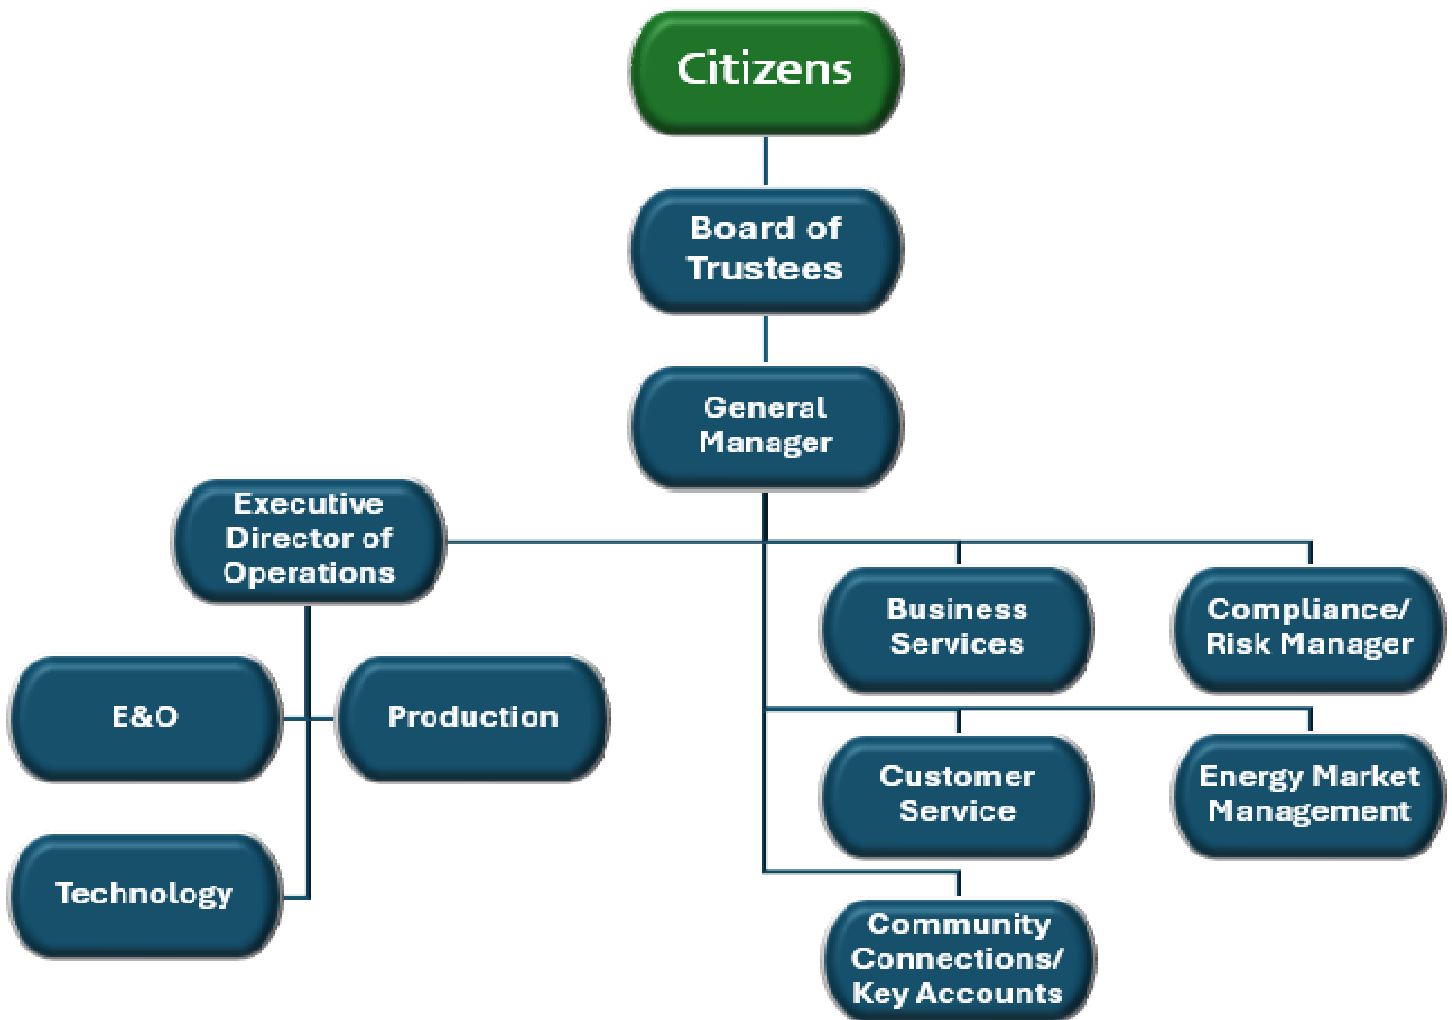 Citizens
Board of
Trustees
General
Manager
Executive
Director of
Operations
Business
Services
Compliance/
Risk Manager
E&O
Production
Customer
Service
Energy Market
Management
Technology
Community
Connections/
Key Accounts